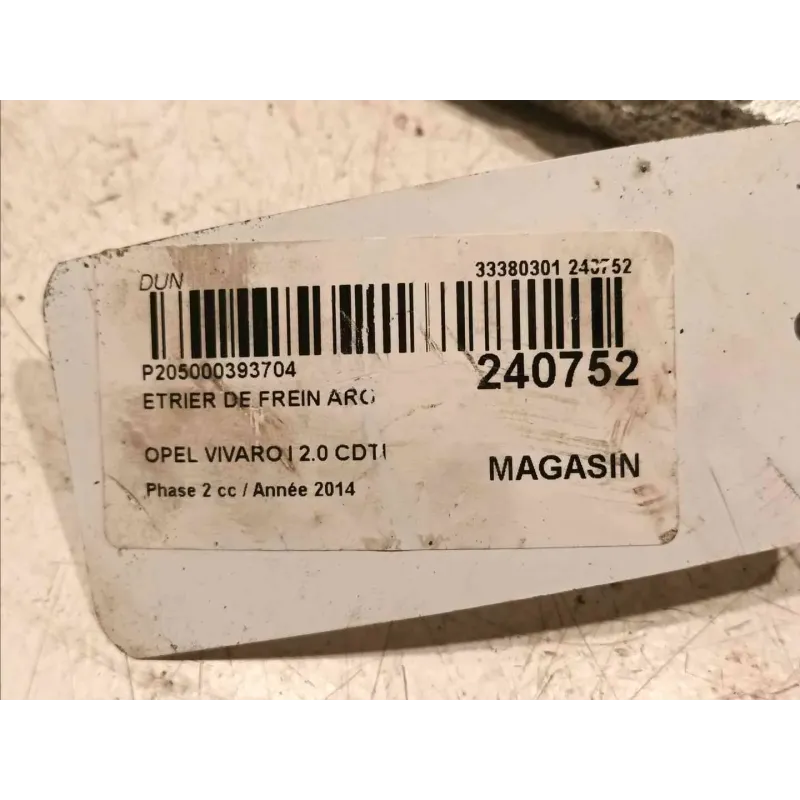 DUN
33380301 240752
P205000393704
240752
ETRIER DE FREIN ARG
OPEL VIVARO I 2.0 CDTI
MAGASIN
Phase 2 cc / Année 2014